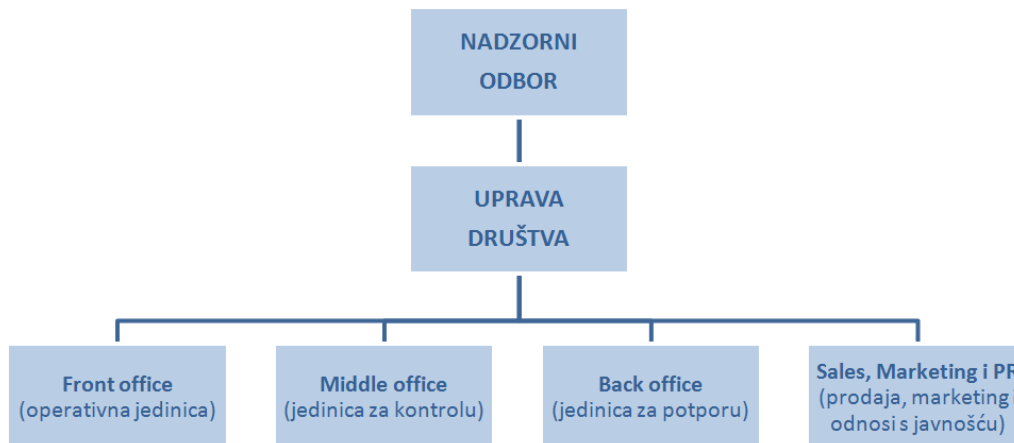 NADZORNI
ODBOR
UPRAVA
DRUŠTVA
Front office
(operativna jedinica)
Middle office
(jedinica za kontrolu)
Back office
(jedinica za potporu)
Sales, Marketing i PR
(prodaja, marketing i
odnosi s javnošću)